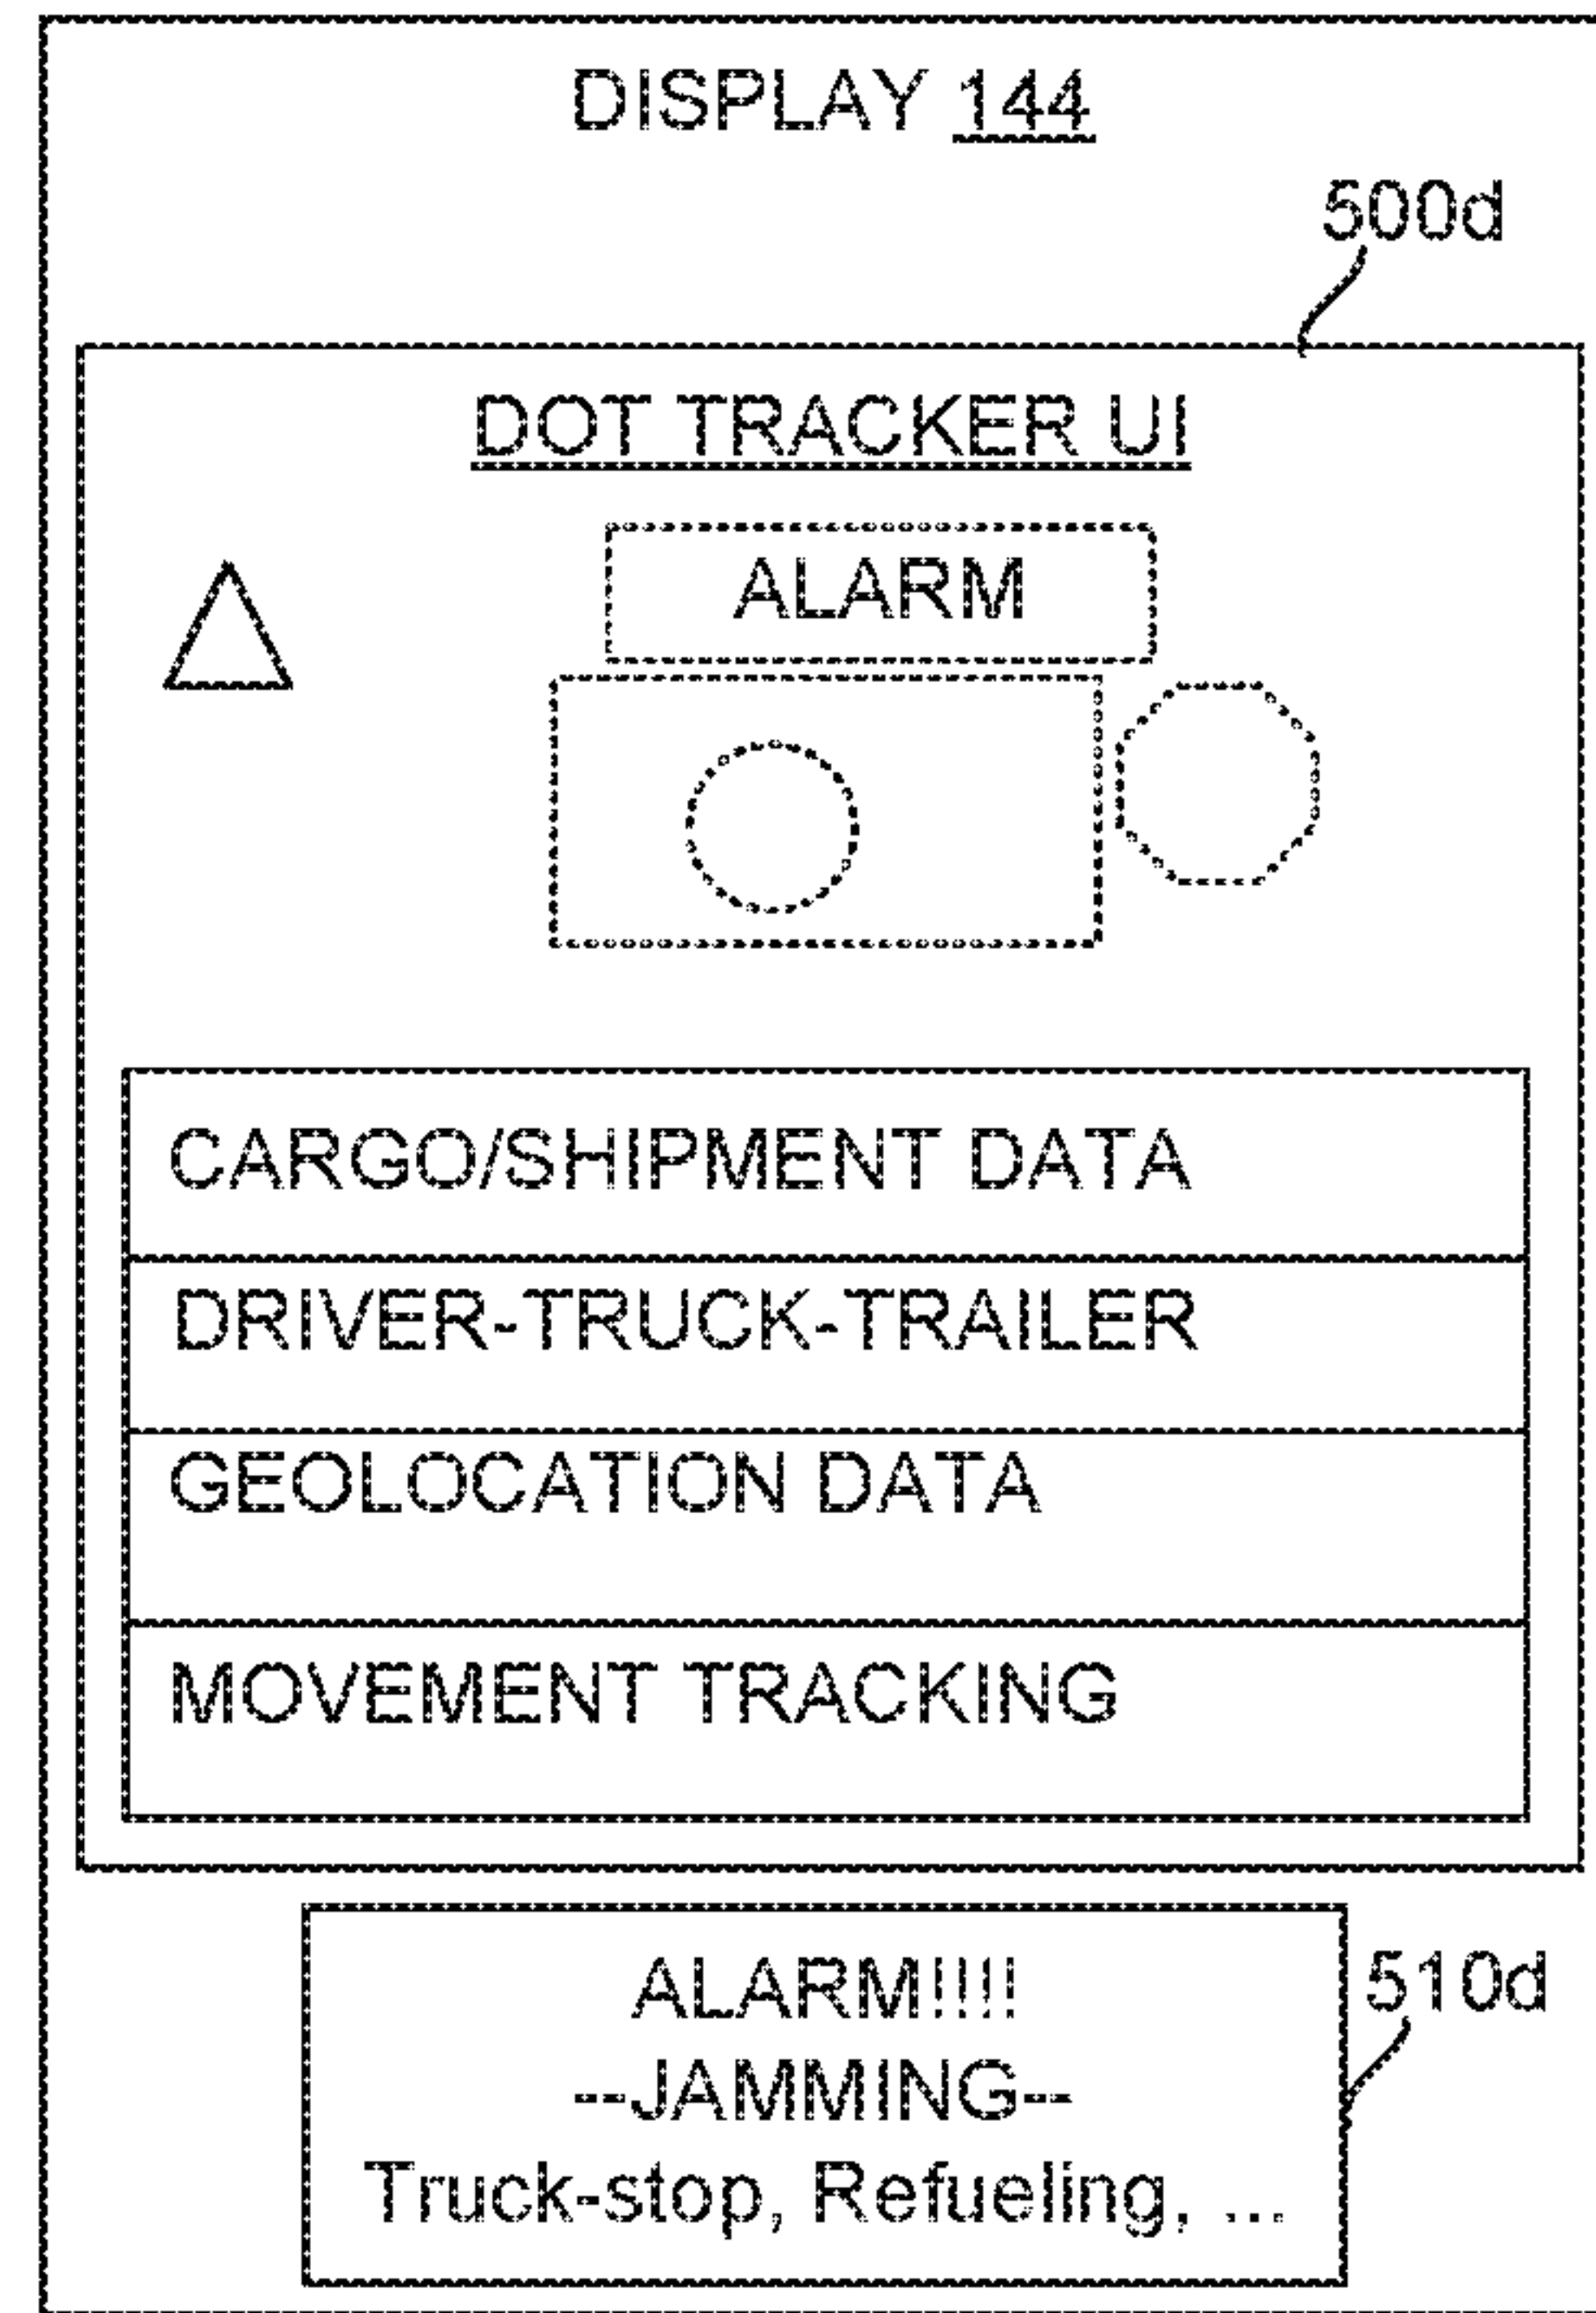 DISPLAY 144
500d
DOT TRACKER UI
ALARM
CARGO/SHIPMENT DATA
DRIVER-TRUCK-TRAILER
GEOLOCATION DATA
MOVEMENT TRACKING
ALARM!!!!
510d
--JAMMING--
Truck-stop, Refueling, ...